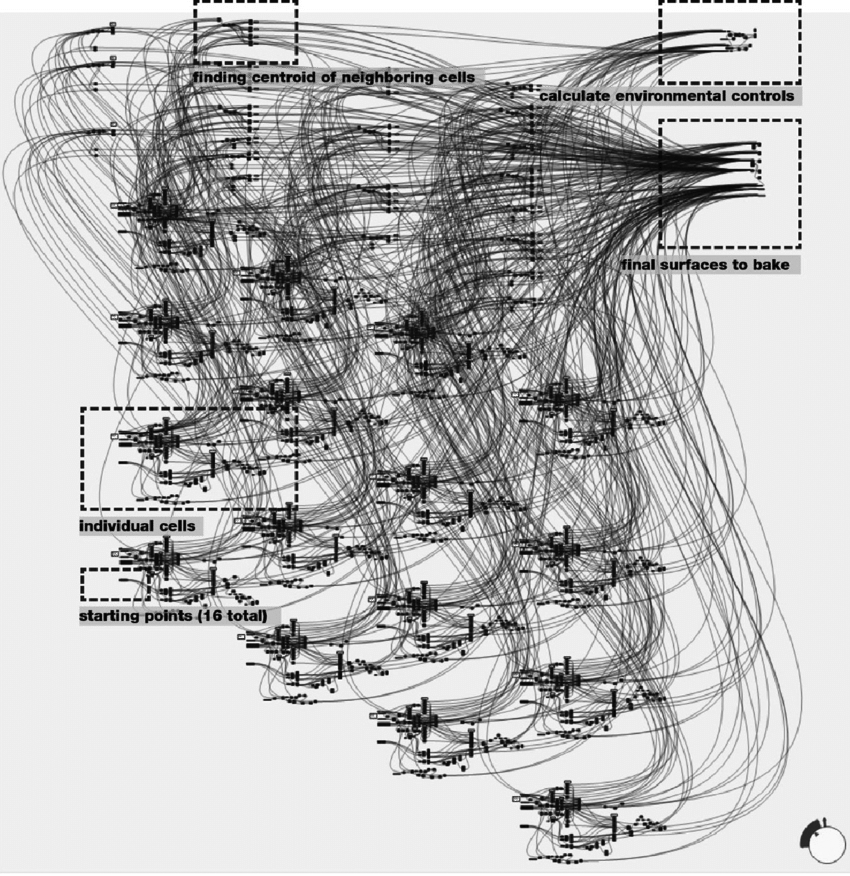 finding centroid of neighboring cells
calculate environmental controls
final surfaces to bake
individual cells
starting points (16 total)